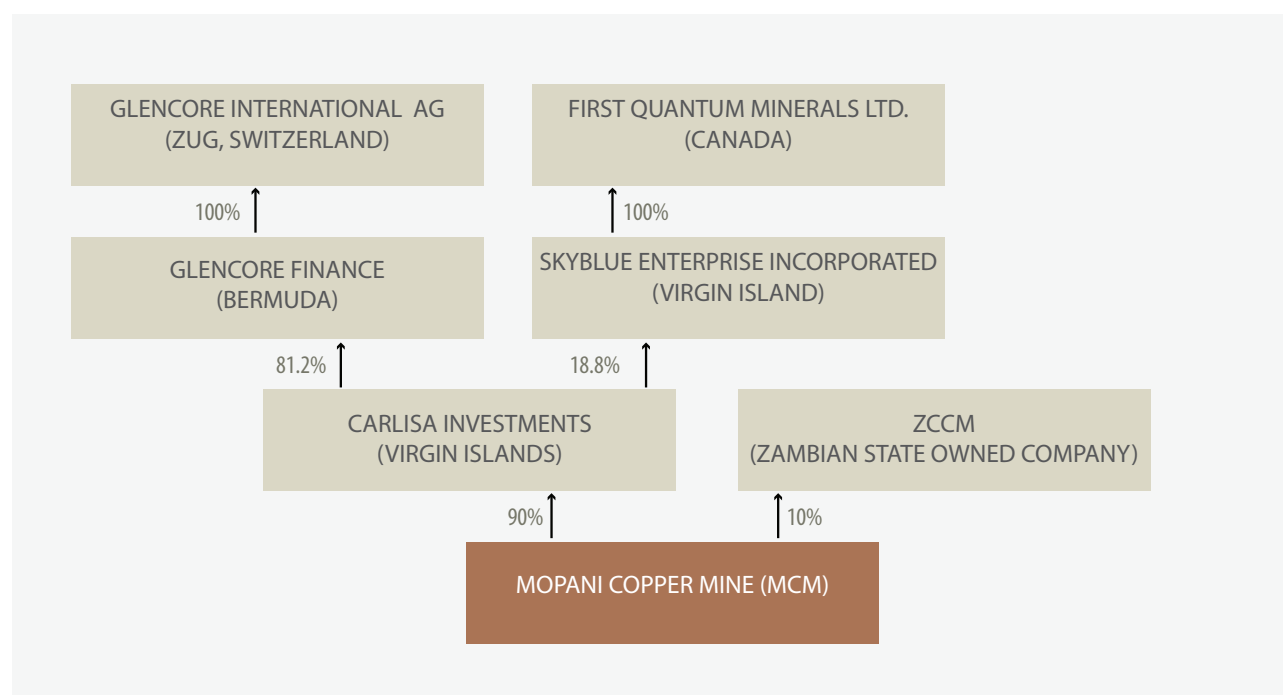 GLENCORE INTERNATIONAL AG
(ZUG, SWITZERLAND)
FIRST QUANTUM MINERALS LTD.
(CANADA)
100%
100%
GLENCORE FINANCE
(BERMUDA)
SKYBLUE ENTERPRISE INCORPORATED
(VIRGIN ISLAND)
81.2%
18.8%
CARLISA INVESTMENTS
(VIRGIN ISLANDS)
ZCCM
(ZAMBIAN STATE OWNED COMPANY)
90%
10%
MOPANI COPPER MINE (MCM)